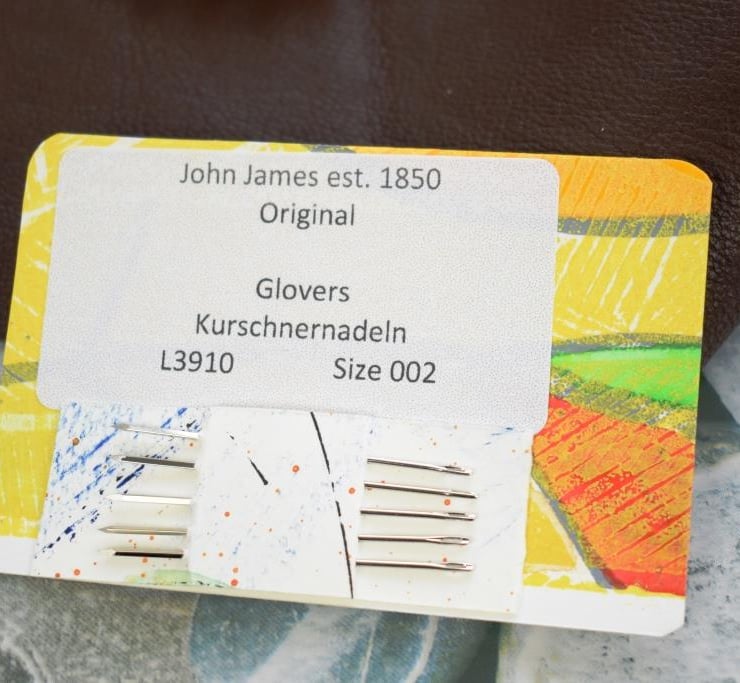 John James est. 1850
Original
Glovers
Kurschnernadeln
L3910 Size 002